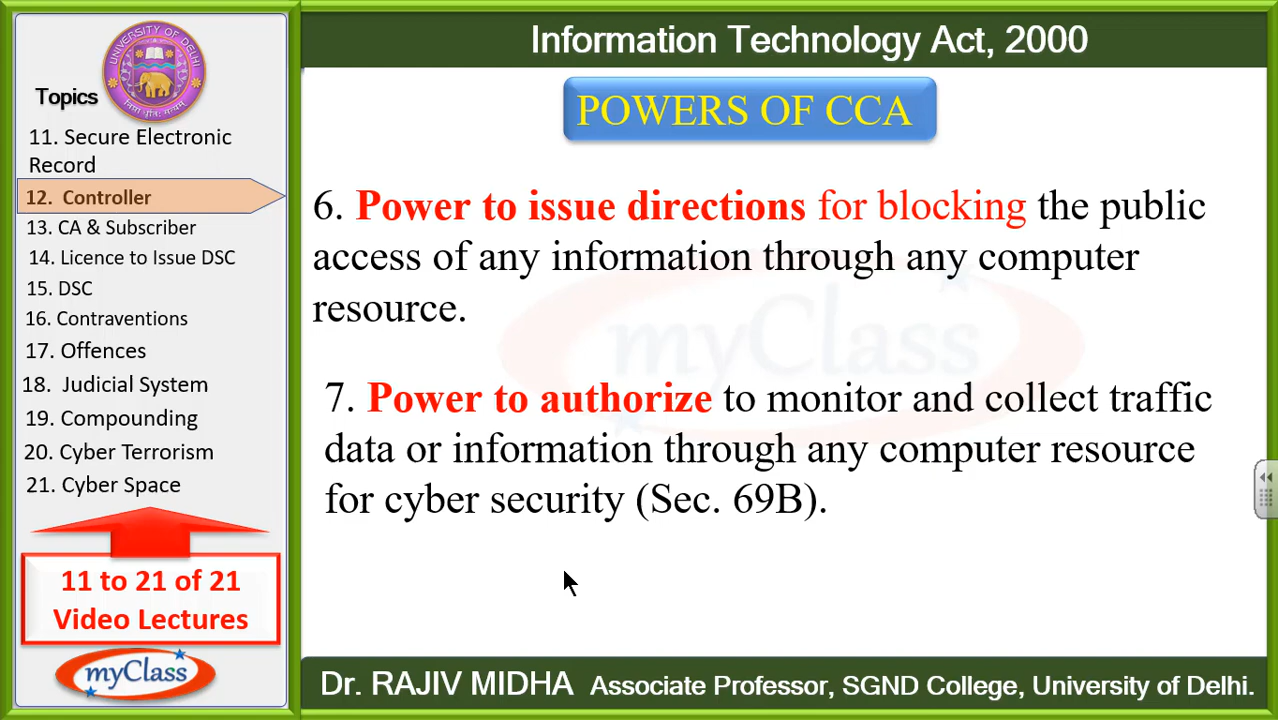 UNIVERSITY OF DELHI
Topics
11. Secure Electronic
Record
12. Controller
13. CA & Subscriber
14. Licence to Issue DSC
15. DSC
16. Contraventions
17. Offences
18. Judicial System
19. Compounding
20. Cyber Terrorism
21. Cyber Space
11 to 21 of 21
Video Lectures
myClass
Information Technology Act, 2000
POWERS OF CCA
6. Power to issue directions for blocking the public
access of any information through any computer
resource.
myClass
7. Power to authorize to monitor and collect traffic
data or information through any computer resource
for cyber security (Sec. 69B).
Dr. RAJIV MIDHA Associate Professor, SGND College, University of Delhi.